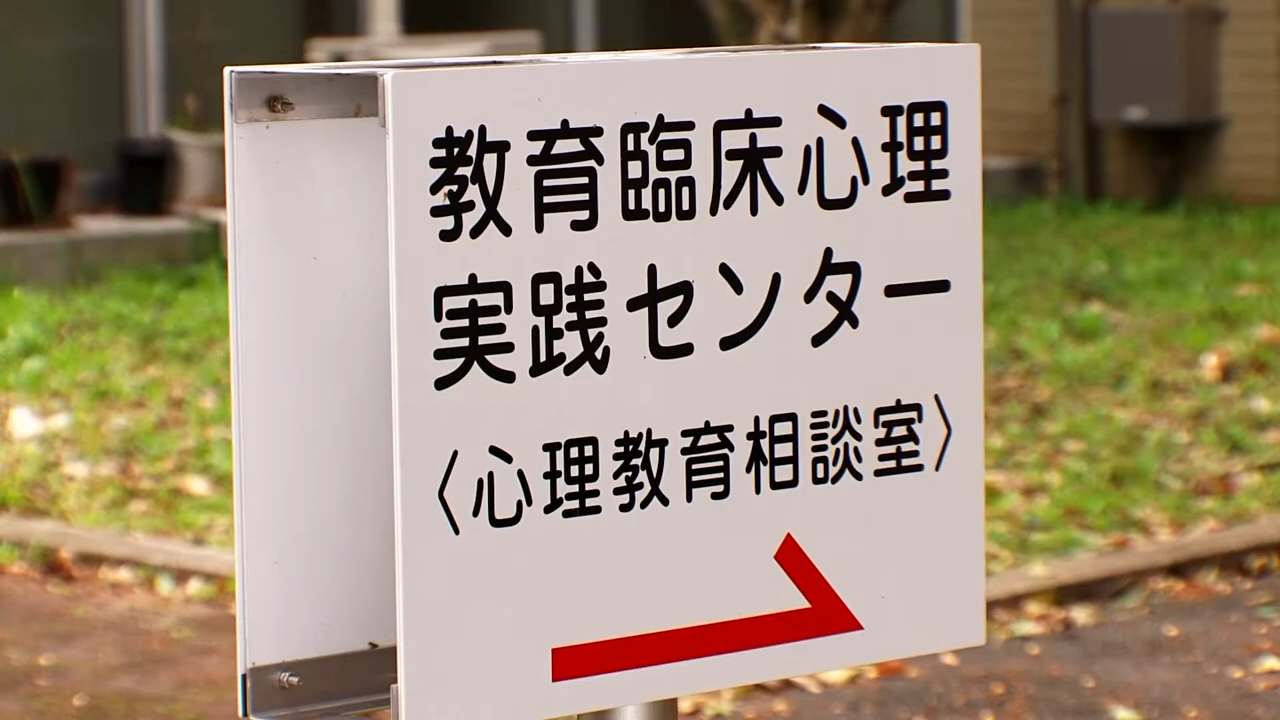 教育臨床心理
実践センター
〈心理教育相談室〉